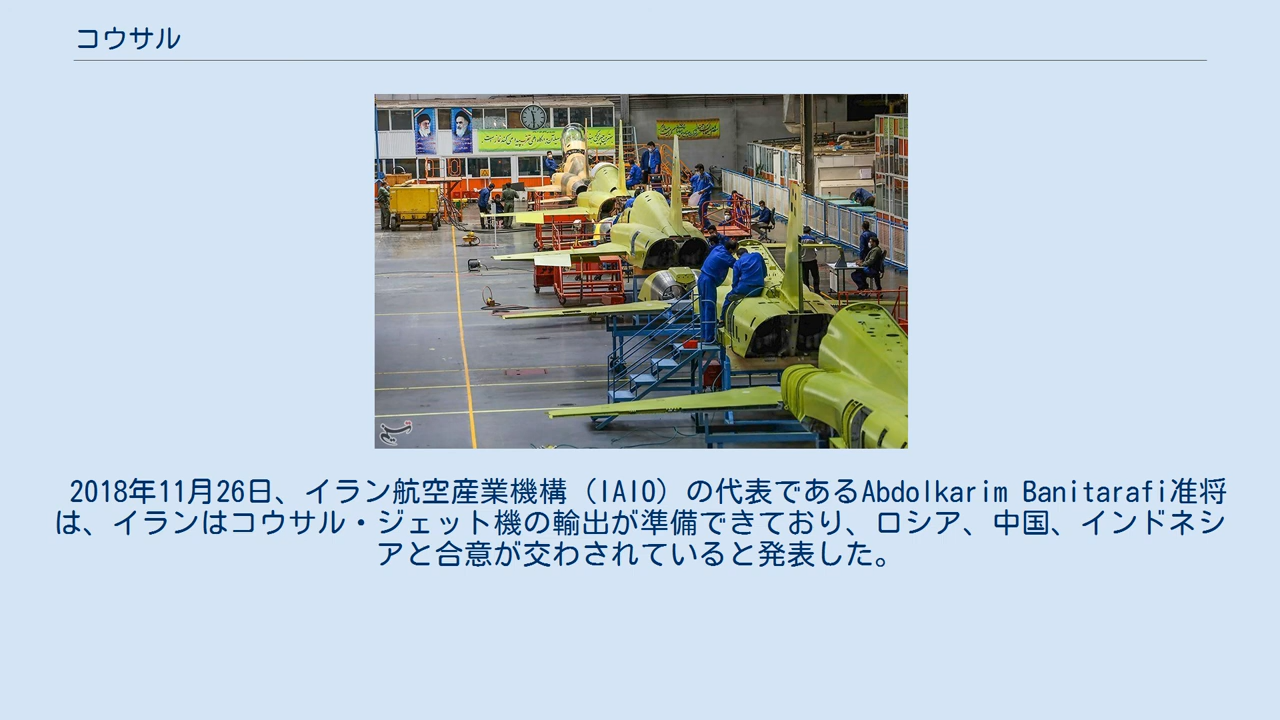 コウサル
2018年11月26日、イラン航空産業機構（IAIO）の代表であるAbdolkarim Banitarafi准将
は、イランはコウサル・ジェット機の輸出が準備できており、ロシア、中国、インドネシ
アと合意が交わされていると発表した。